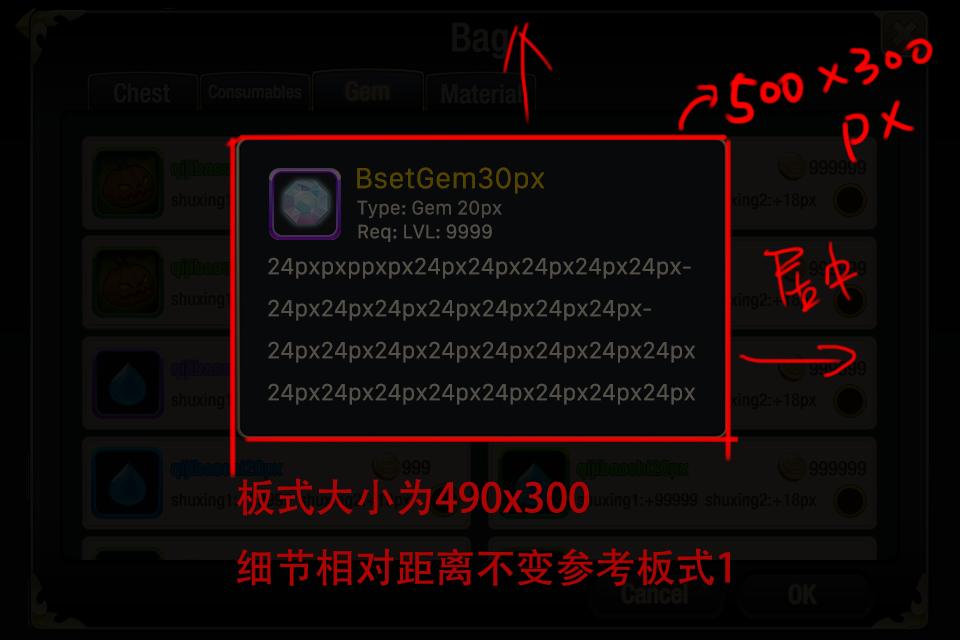 Bag
Chest Consumables Gem Material
500×300
px
999999
shuxing2:+18px
BsetGem30px
Type: Gem 20px
Req: LVL: 9999
24pxpxppxpx24px24px24px24px24px-
24px24px24px24px24px24px24px-
24px24px24px24px24px24px24px24px
24px24px24px24px24px24px24px24px
居中
qijibaoshi20px 999 qijibaoshi20px 999999
shuxing1:+99999 shuxing2:+18px
板式大小为490x300
细节相对距离不变参考板式1
Cancel OK